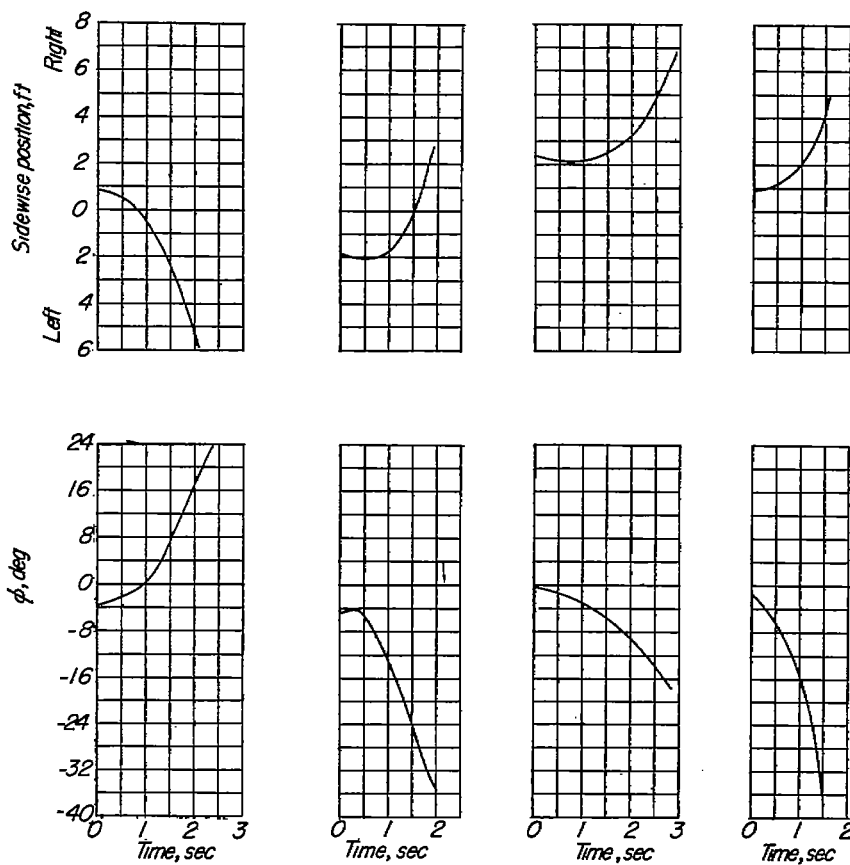 8
6
4
2
0
2
4
6
Right
Sidewise position, ft
Left
24
16
8
0
-8
-16
-24
-32
-40
φ, deg
0 1 2 3
Time, sec
0 1 2
Time, sec
0 1 2 3
Time, sec
0 1 2
Time, sec